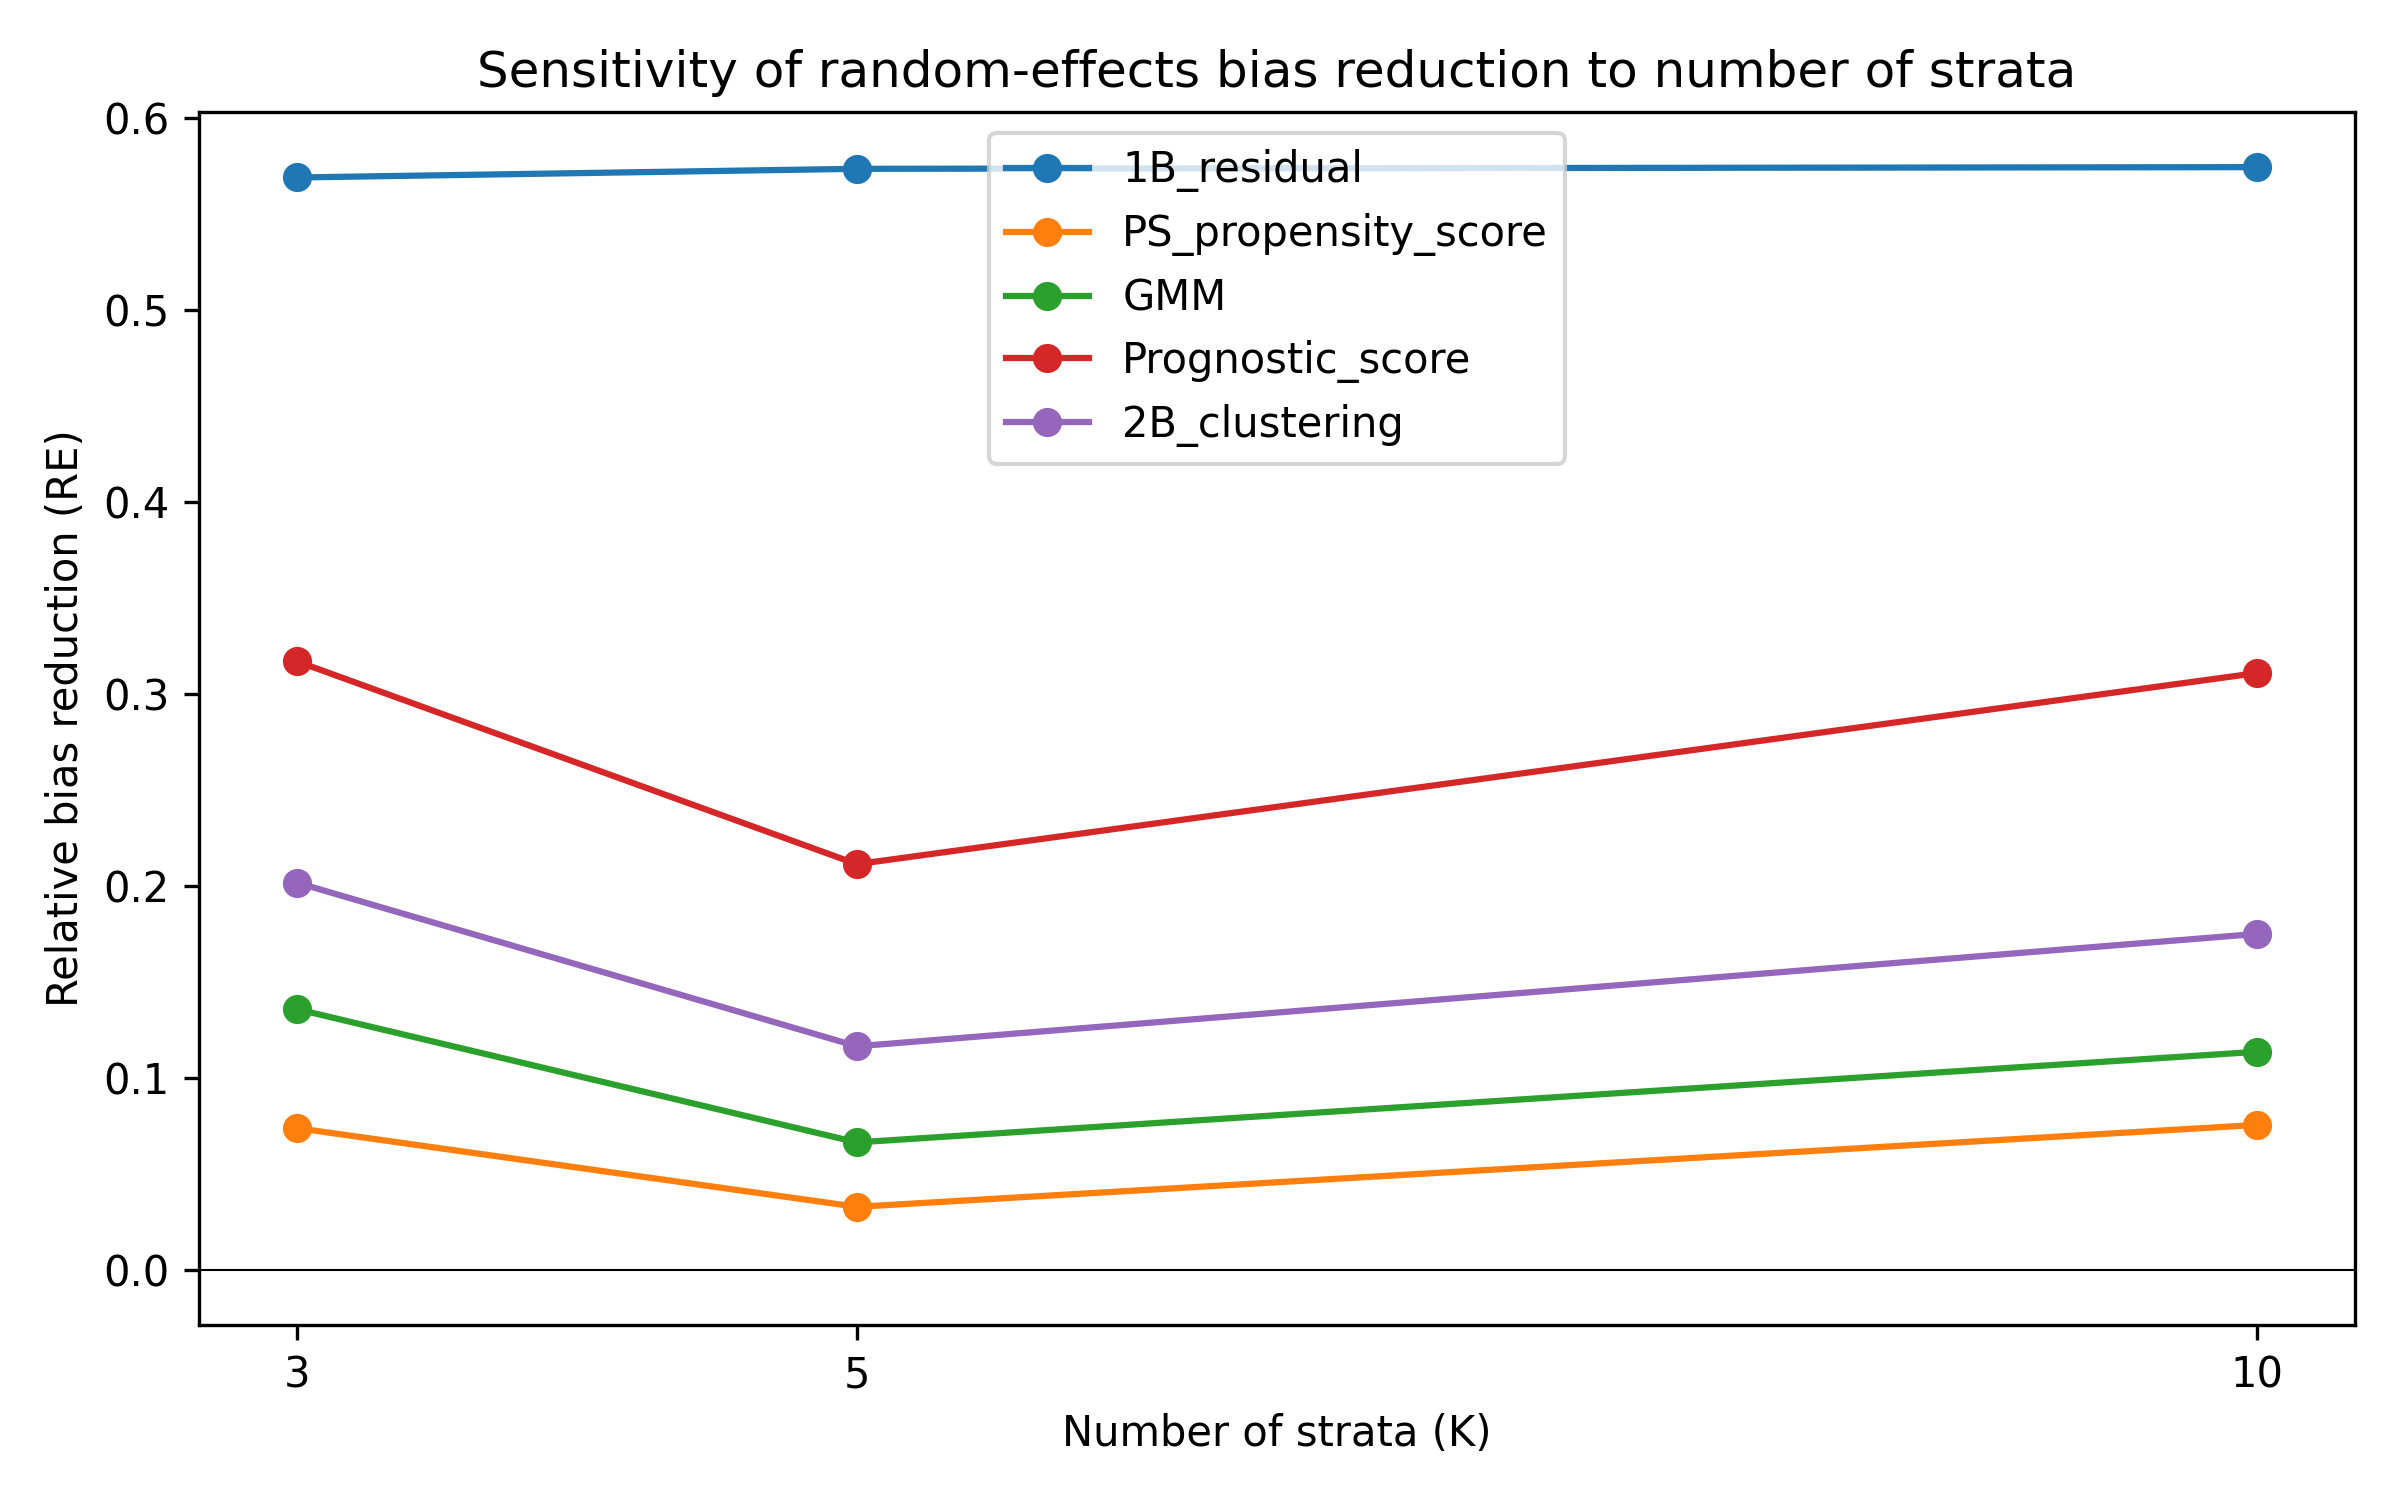 Sensitivity of random-effects bias reduction to number of strata
0.6
0.5
0.4
0.3
0.2
0.1
0.0
Relative bias reduction (RE)
1B_residual
PS_propensity_score
GMM
Prognostic_score
2B_clustering
3
5
10
Number of strata (K)